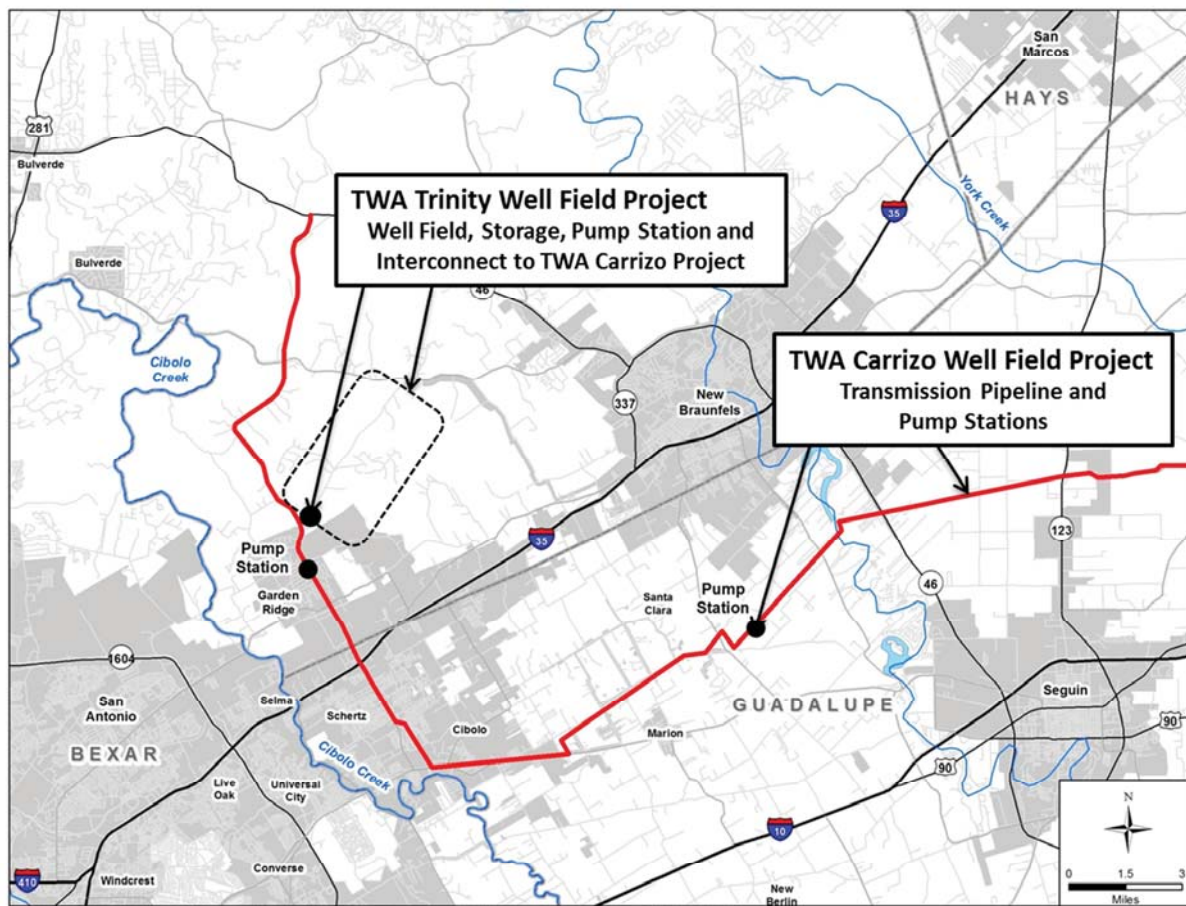 San
Marcos
HAYS
281
Bulverde
TWA Trinity Well Field Project
Well Field, Storage, Pump Station and
Interconnect to TWA Carrizo Project
35
York Creek
Bulverde
46
Cibolo
Creek
TWA Carrizo Well Field Project
Transmission Pipeline and
Pump Stations
337
New
Braunfels
123
35
Pump
Station
Garden
Ridge
Santa
Clara
Pump
Station
46
1604
San
Antonio
Selma
Schertz
Cibolo
Marion
GUADALUPE
Seguin
90
BEXAR
Cibolo Creek
Live
Oak
Universal
City
90
10
N
410
Windcrest
Converse
New
Berlin
0 1.5 3
Miles